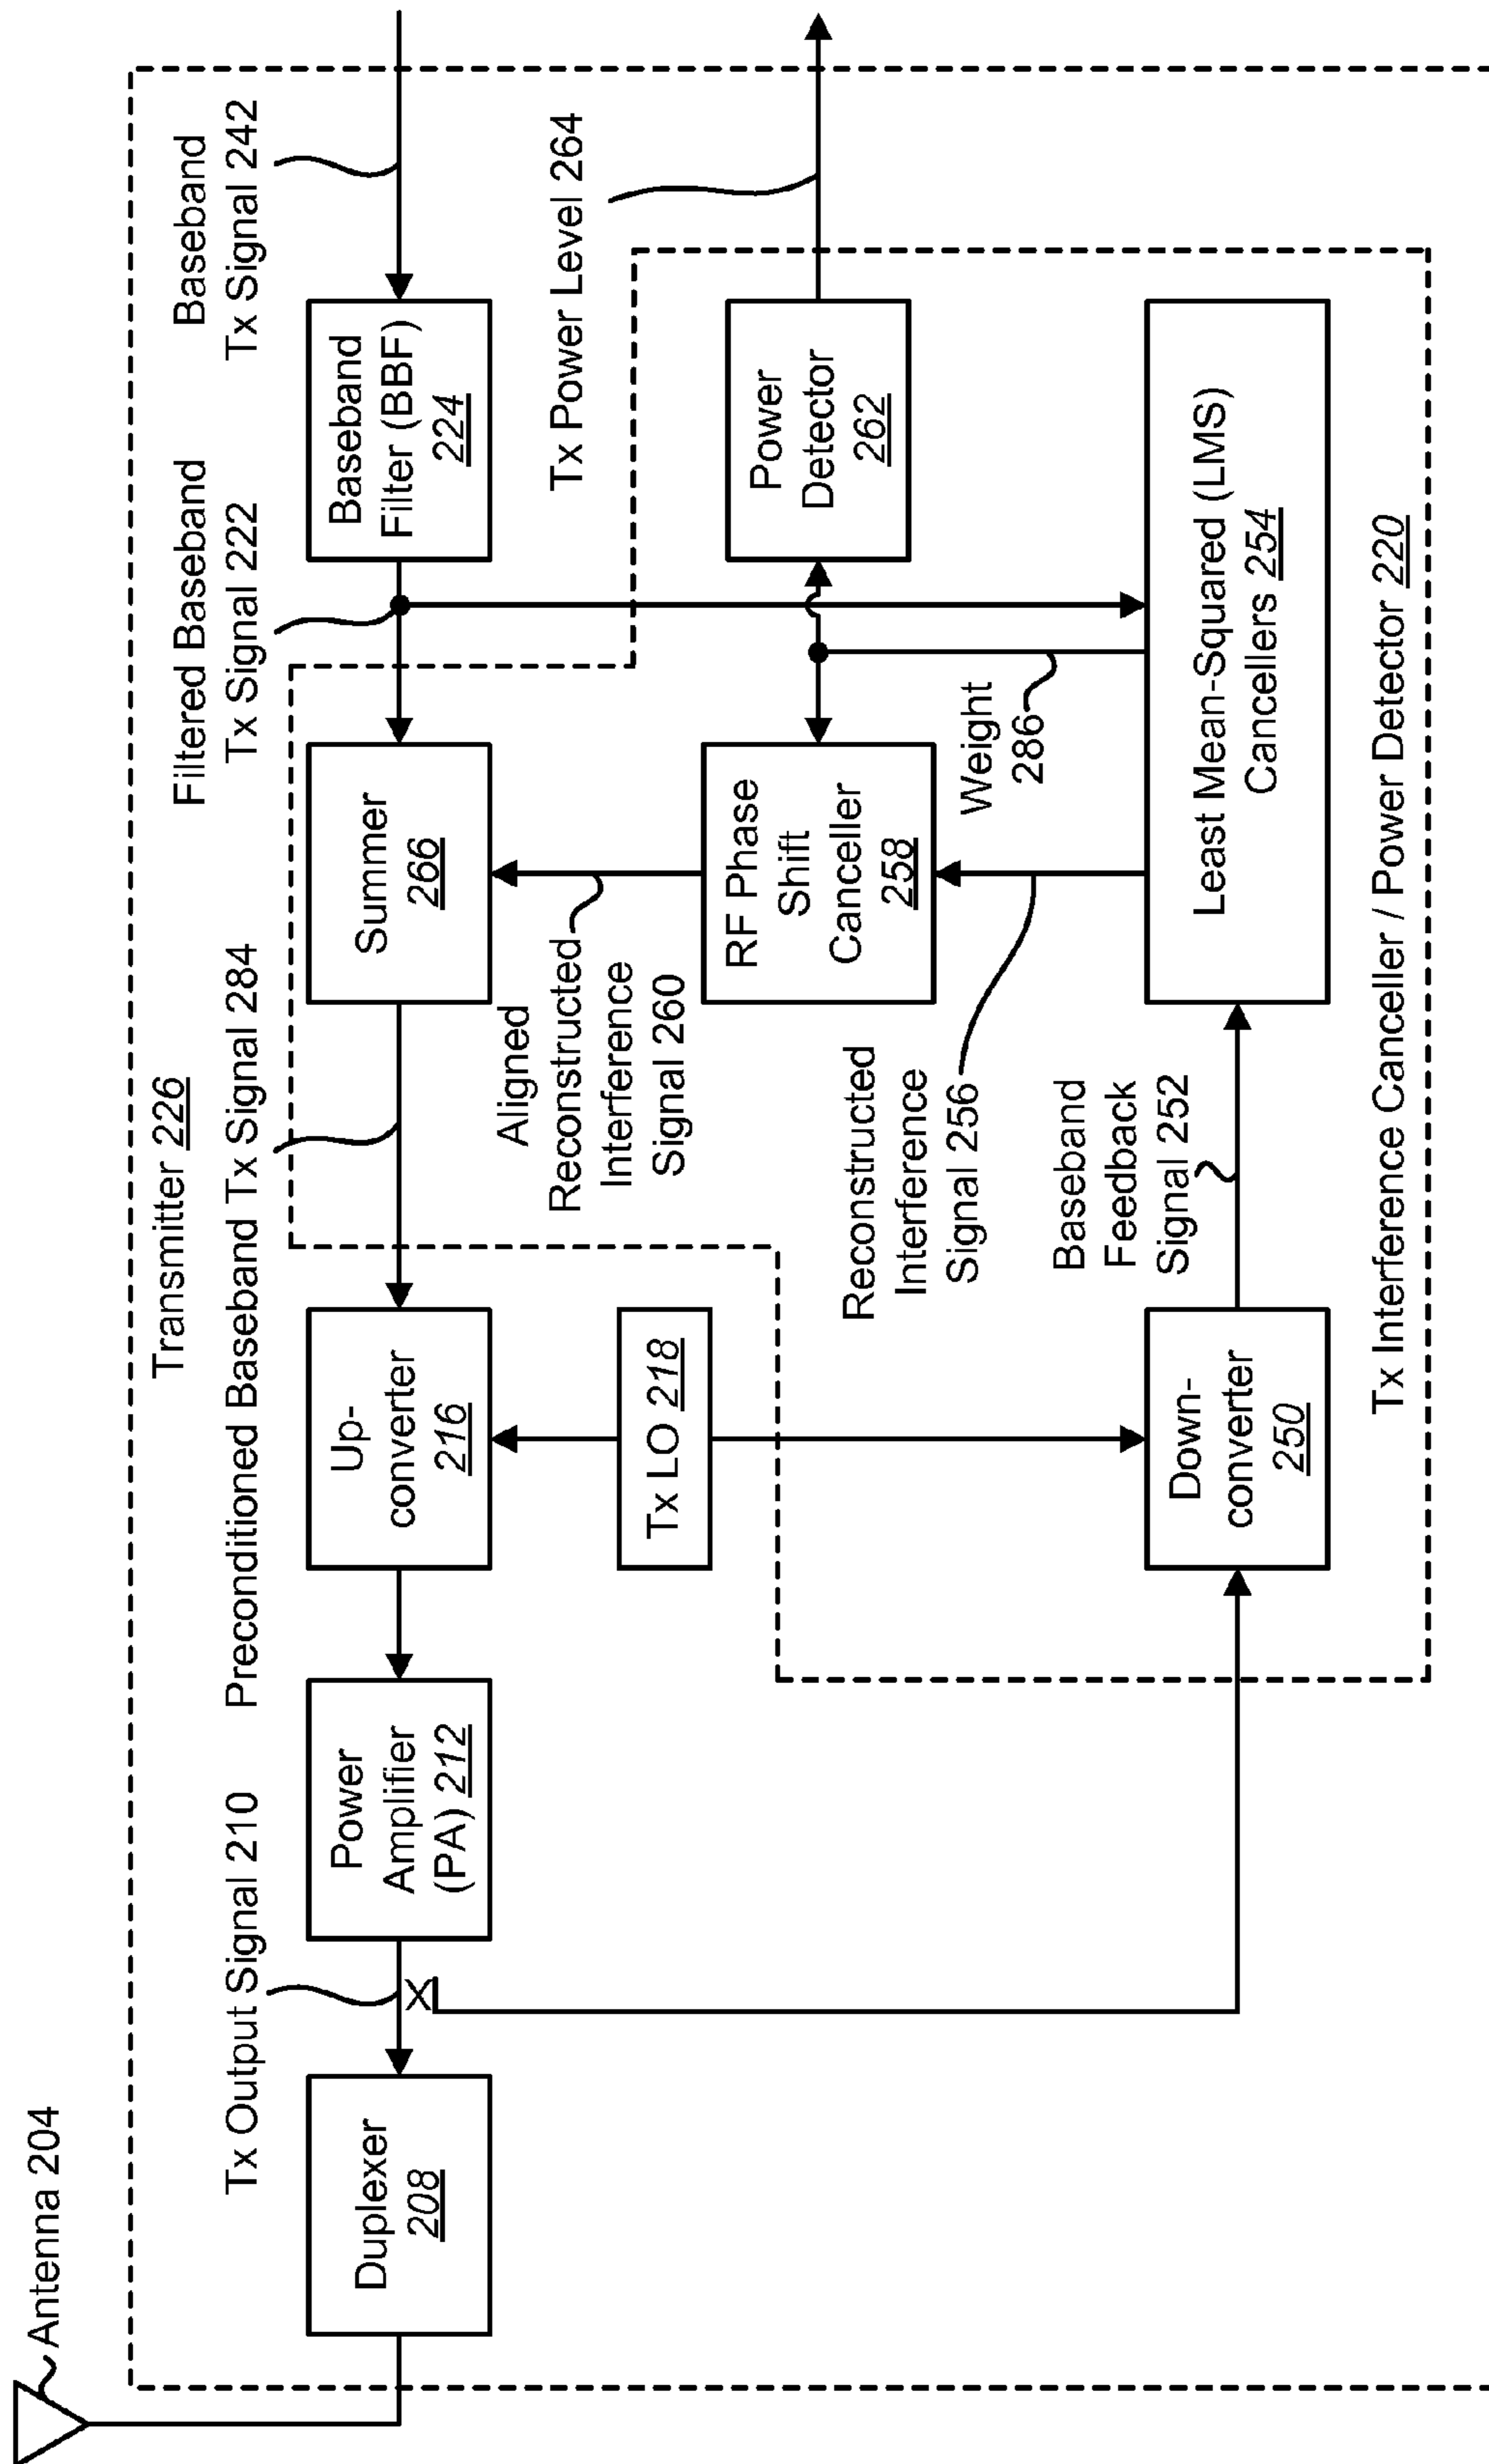 Antenna 204
Transmitter 226
Duplexer
208
Tx Output Signal 210
Power
Amplifier
(PA) 212
Preconditioned Baseband Tx Signal 284
Up-
converter
216
Tx LO 218
Summer
266
Filtered Baseband
Tx Signal 222
Baseband
Filter (BBF)
224
Baseband
Tx Signal 242
Aligned
Reconstructed
Interference
Signal 260
RF Phase
Shift
Canceller
258
Power
Detector
262
Tx Power Level 264
Reconstructed
Interference
Signal 256
Weight
286
Baseband
Feedback
Signal 252
Down-
converter
250
Least Mean-Squared (LMS)
Cancellers 254
Tx Interference Canceller / Power Detector 220